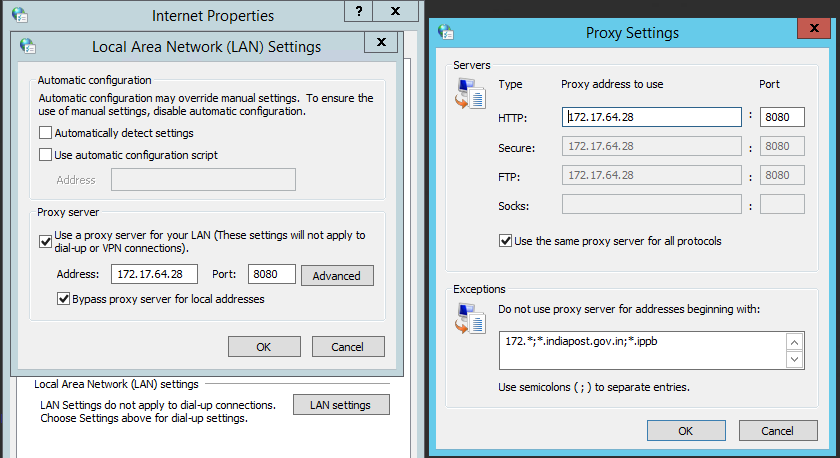 Internet Properties
?
x
Local Area Network (LAN) Settings
x
Automatic configuration
Automatic configuration may override manual settings. To ensure the
use of manual settings, disable automatic configuration.
Automatically detect settings
Use automatic configuration script
Address
Proxy server
Use a proxy server for your LAN (These settings will not apply to
dial-up or VPN connections).
Address: 172.17.64.28 Port: 8080 Advanced
Bypass proxy server for local addresses
OK Cancel
Local Area Network (LAN) settings
LAN Settings do not apply to dial-up connections.
Choose Settings above for dial-up settings.
LAN settings
Proxy Settings
x
Servers
Type Proxy address to use Port
HTTP: 172.17.64.28 : 8080
Secure: 172.17.64.28 : 8080
FTP: 172.17.64.28 : 8080
Socks: :
Use the same proxy server for all protocols
Exceptions
Do not use proxy server for addresses beginning with:
172.*;*.indiapost.gov.in;*.ippb
Use semicolons ( ; ) to separate entries.
OK Cancel